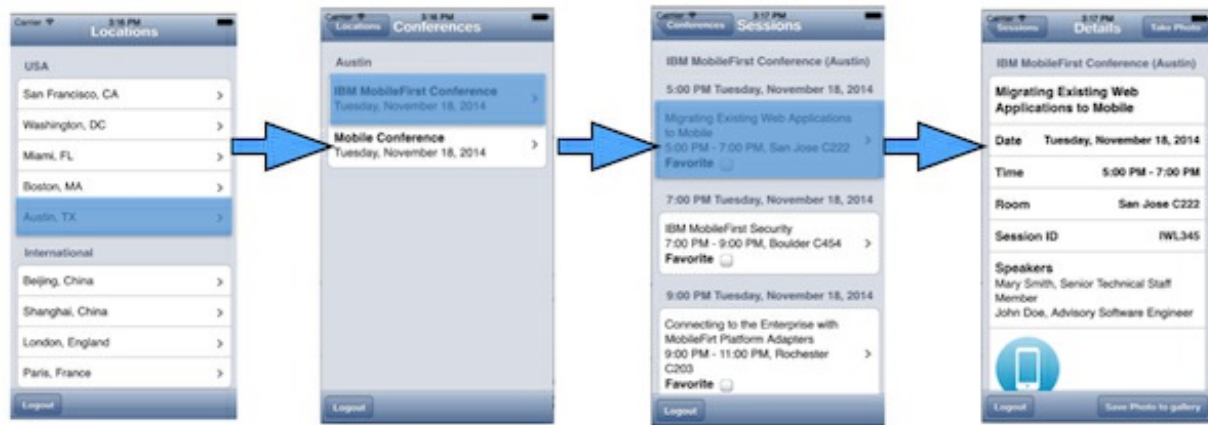 Carrier 3:16 PM
Locations
USA
San Francisco, CA
Washington, DC
Miami, FL
Boston, MA
Austin, TX
International
Beijing, China
Shanghai, China
London, England
Paris, France
Logout
Carrier 3:16 PM
Locations Conferences
Austin
IBM MobileFirst Conference
Tuesday, November 18, 2014
Mobile Conference
Tuesday, November 18, 2014
Logout
Carrier 3:17 PM
Conferences Sessions
IBM MobileFirst Conference (Austin)
5:00 PM Tuesday, November 18, 2014
Migrating Existing Web Applications
to Mobile
5:00 PM - 7:00 PM, San Jose C222
Favorite
7:00 PM Tuesday, November 18, 2014
IBM MobileFirst Security
7:00 PM - 9:00 PM, Boulder C454
Favorite
9:00 PM Tuesday, November 18, 2014
Connecting to the Enterprise with
MobileFirt Platform Adapters
9:00 PM - 11:00 PM, Rochester
C203
Favorite
Logout
Carrier 3:17 PM
Sessions Details Take Photo
IBM MobileFirst Conference (Austin)
Migrating Existing Web
Applications to Mobile
Date Tuesday, November 18, 2014
Time 5:00 PM - 7:00 PM
Room San Jose C222
Session ID IWL345
Speakers
Mary Smith, Senior Technical Staff
Member
John Doe, Advisory Software Engineer
Logout Save Photo to gallery